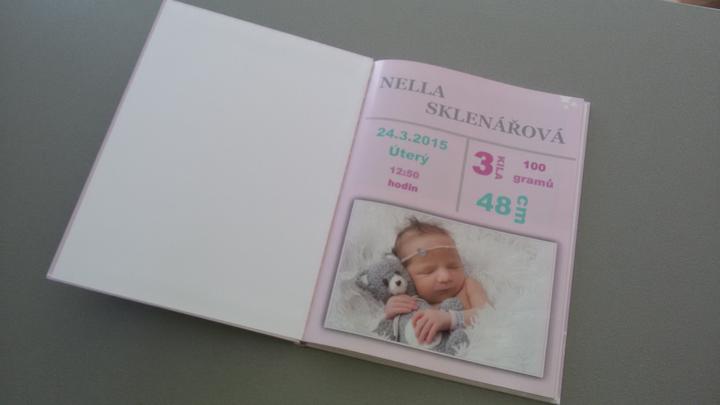 NELLA
SKLENÁŘOVÁ
24.3.2015
Úterý
12:50
hodin
3 KILA
100
gramů
48 cm